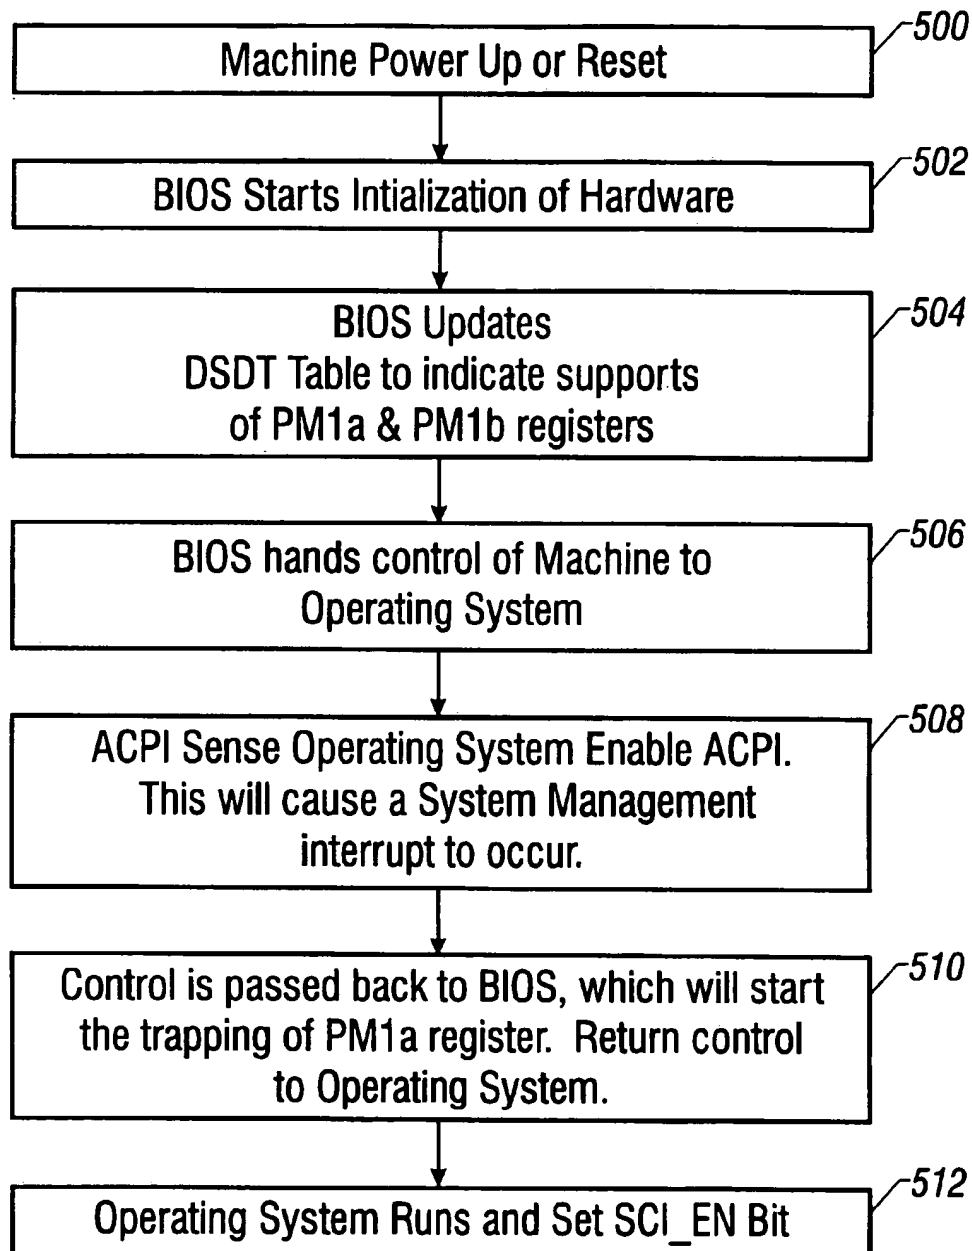 500
Machine Power Up or Reset
502
BIOS Starts Intialization of Hardware
504
BIOS Updates
DSDT Table to indicate supports
of PM1a & PM1b registers
506
BIOS hands control of Machine to
Operating System
508
ACPI Sense Operating System Enable ACPI.
This will cause a System Management
interrupt to occur.
510
Control is passed back to BIOS, which will start
the trapping of PM1a register. Return control
to Operating System.
512
Operating System Runs and Set SCI_EN Bit